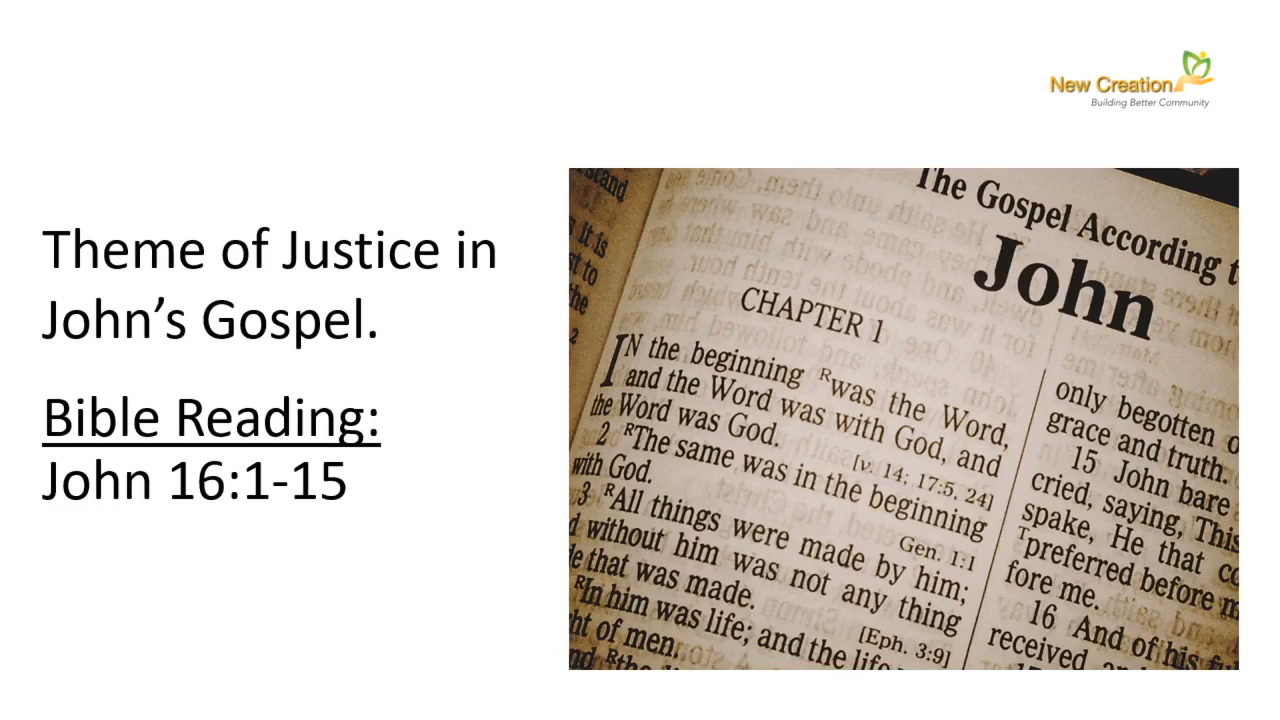 New Creation
Building Better Community
Theme of Justice in
John’s Gospel.
Bible Reading:
John 16:1-15
The Gospel According
John
CHAPTER 1
IN the beginning ᴿwas the Word,
and the Word was with God, and
the Word was God. [v. 14; 17:5, 24]
2 ᴿThe same was in the beginning
with God. Gen. 1:1
3 ᴿAll things were made by him;
without him was not any thing
that was made. [Eph. 3:9]
ᴿIn him was life; and the life
of men.
only begotten
grace and truth.
15 John bare
cried, saying, This
spake, He that
ᵀpreferred before
fore me.
16 And of his
received